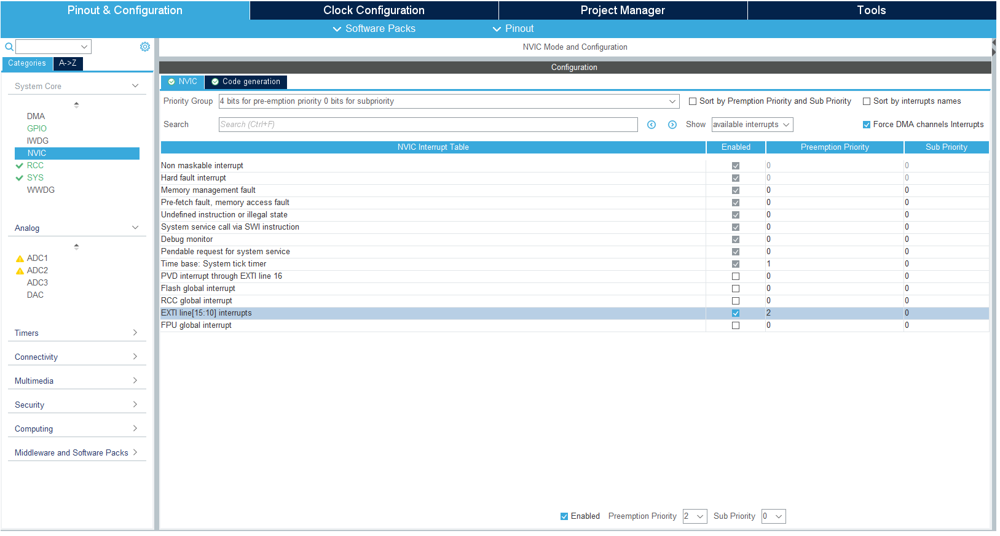 Pinout & Configuration
Clock Configuration
Project Manager
Tools
Software Packs
Pinout
Categories
A->Z
System Core
DMA
GPIO
IWDG
NVIC
RCC
SYS
WWDG
Analog
ADC1
ADC2
ADC3
DAC
Timers
Connectivity
Multimedia
Security
Computing
Middleware and Software Packs
NVIC Mode and Configuration
Configuration
NVIC
Code generation
Priority Group 4 bits for pre-emption priority 0 bits for subpriority Sort by Premption Priority and Sub Priority Sort by interrupts names
Search Search (Ctrl+F) Show available interrupts Force DMA channels Interrupts
NVIC Interrupt Table Enabled Preemption Priority Sub Priority
Non maskable interrupt 0 0
Hard fault interrupt 0 0
Memory management fault 0 0
Pre-fetch fault, memory access fault 0 0
Undefined instruction or illegal state 0 0
System service call via SWI instruction 0 0
Debug monitor 0 0
Pendable request for system service 0 0
Time base: System tick timer 1 0
PVD interrupt through EXTI line 16 0 0
Flash global interrupt 0 0
RCC global interrupt 0 0
EXTI line[15:10] interrupts 2 0
FPU global interrupt 0 0
Enabled Preemption Priority 2 Sub Priority 0